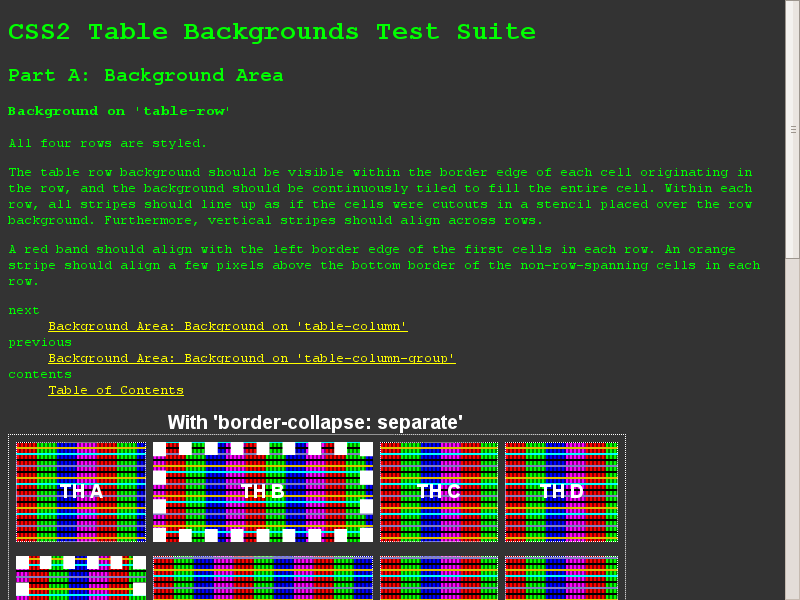 CSS2 Table Backgrounds Test Suite
Part A: Background Area
Background on 'table-row'
All four rows are styled.
The table row background should be visible within the border edge of each cell originating in
the row, and the background should be continuously tiled to fill the entire cell. Within each
row, all stripes should line up as if the cells were cutouts in a stencil placed over the row
background. Furthermore, vertical stripes should align across rows.
A red band should align with the left border edge of the first cells in each row. An orange
stripe should align a few pixels above the bottom border of the non-row-spanning cells in each
row.
next
Background Area: Background on 'table-column'
previous
Background Area: Background on 'table-column-group'
contents
Table of Contents
With 'border-collapse: separate'
TH A TH B TH C TH D